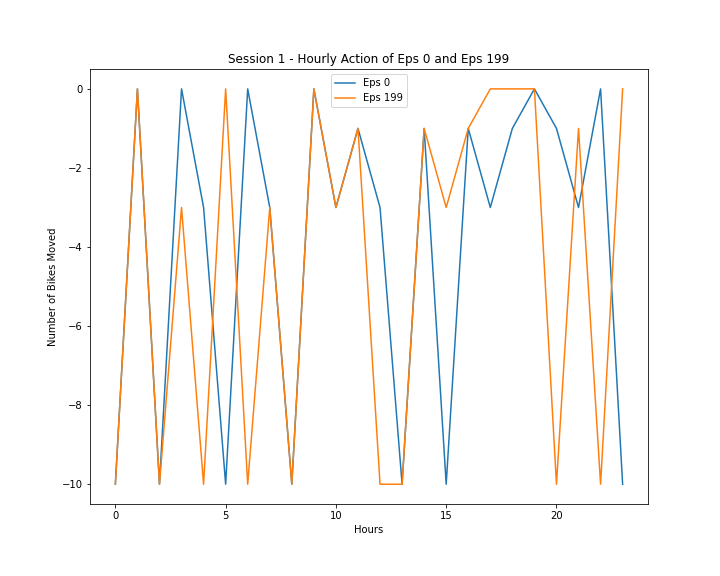 Session 1 - Hourly Action of Eps 0 and Eps 199
Eps 0
Eps 199
0
−2
−4
−6
−8
−10
Number of Bikes Moved
0
5
10
15
20
Hours